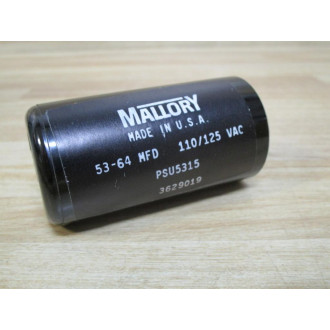 MALLORY
MADE IN U.S.A.
53-64 MFD 110/125 VAC
PSU5315
3629019